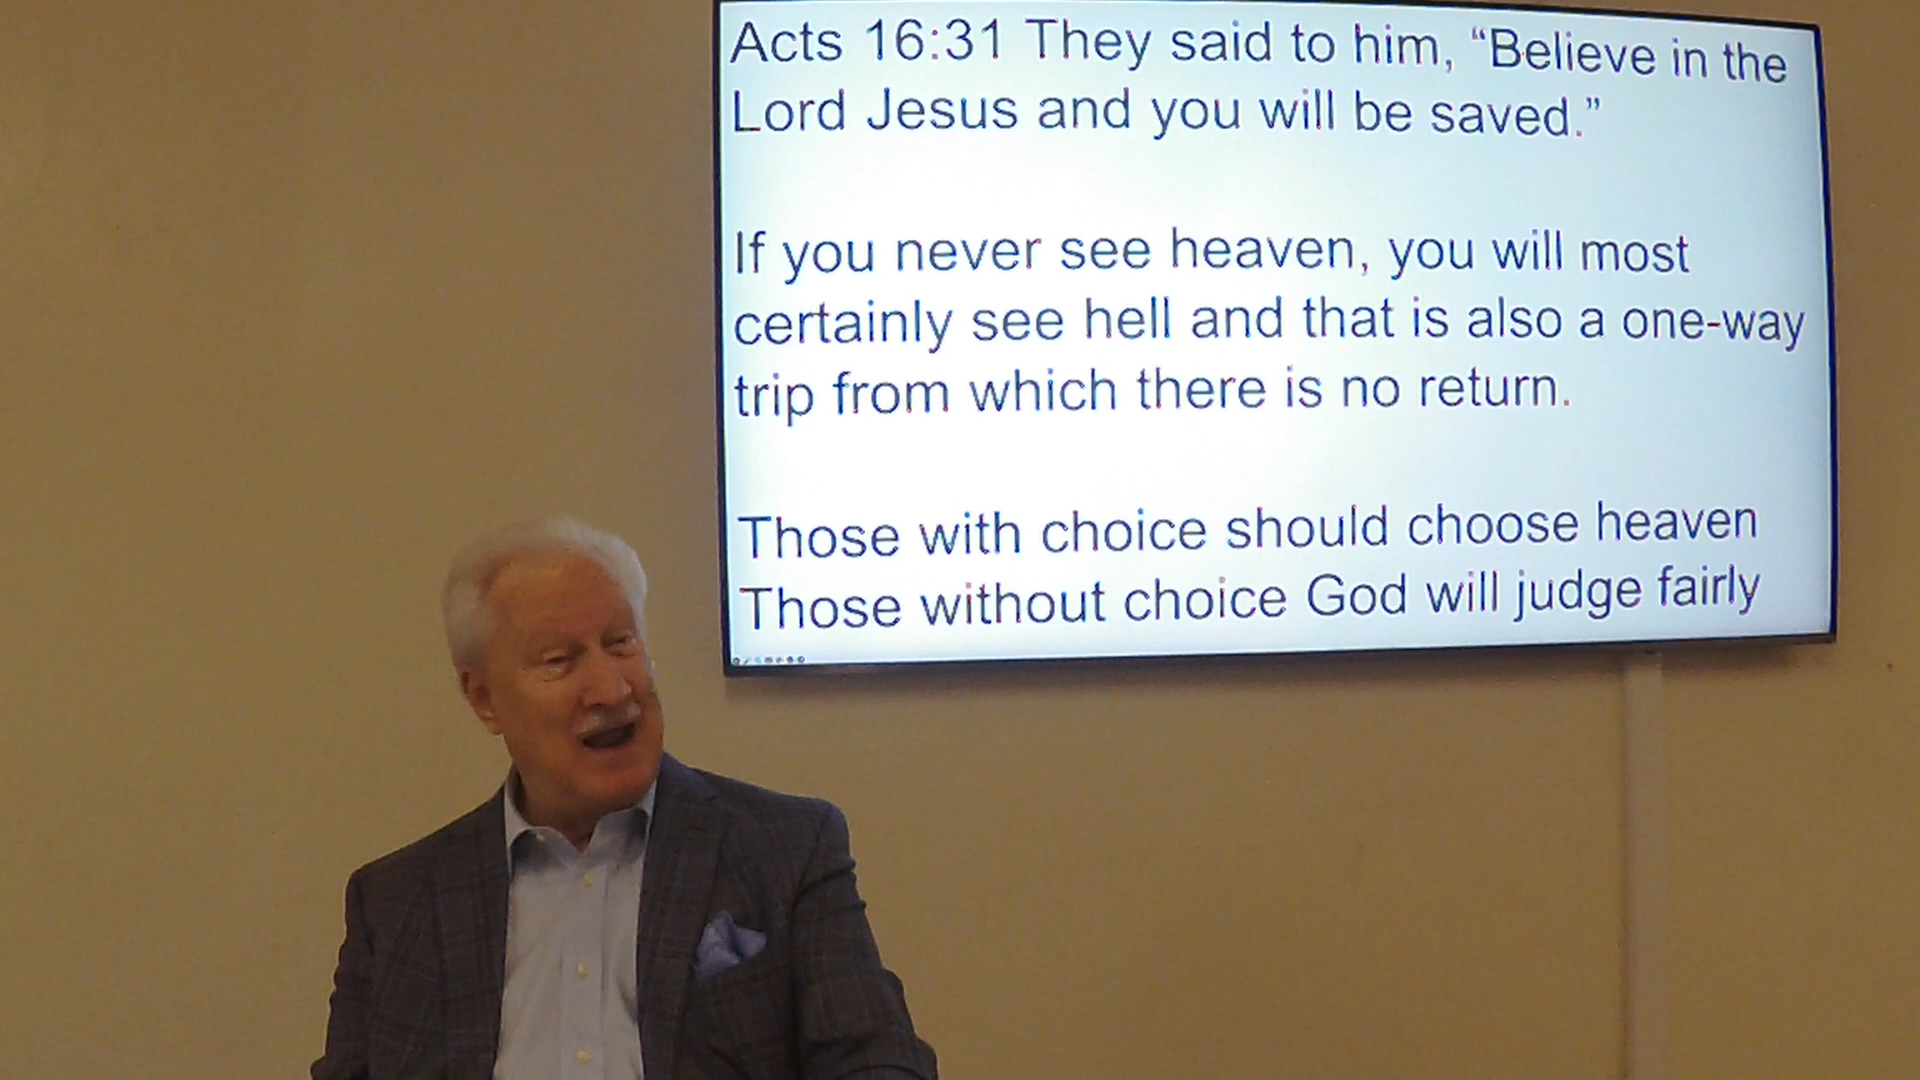 Acts 16:31 They said to him, “Believe in the
Lord Jesus and you will be saved.”
If you never see heaven, you will most
certainly see hell and that is also a one-way
trip from which there is no return.
Those with choice should choose heaven
Those without choice God will judge fairly